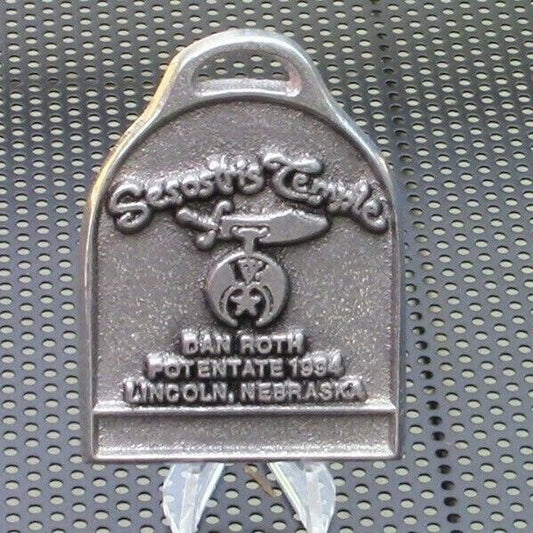 Sesostris Temple
DAN ROTH
POTENTATE 1994
LINCOLN, NEBRASKA